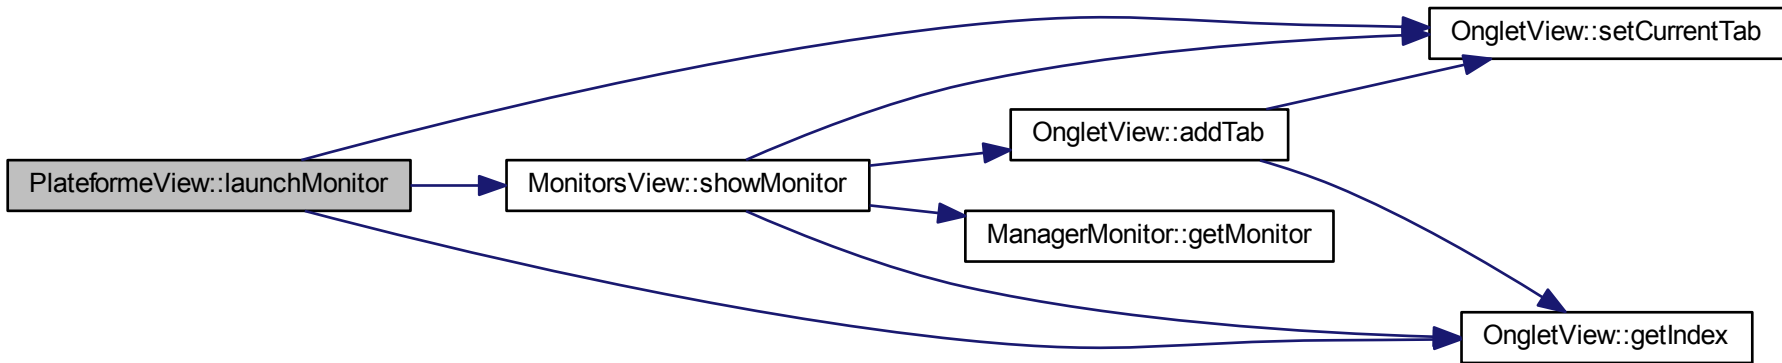 OngletView::setCurrentTab
OngletView::addTab
PlateformeView::launchMonitor
MonitorsView::showMonitor
ManagerMonitor::getMonitor
OngletView::getIndex